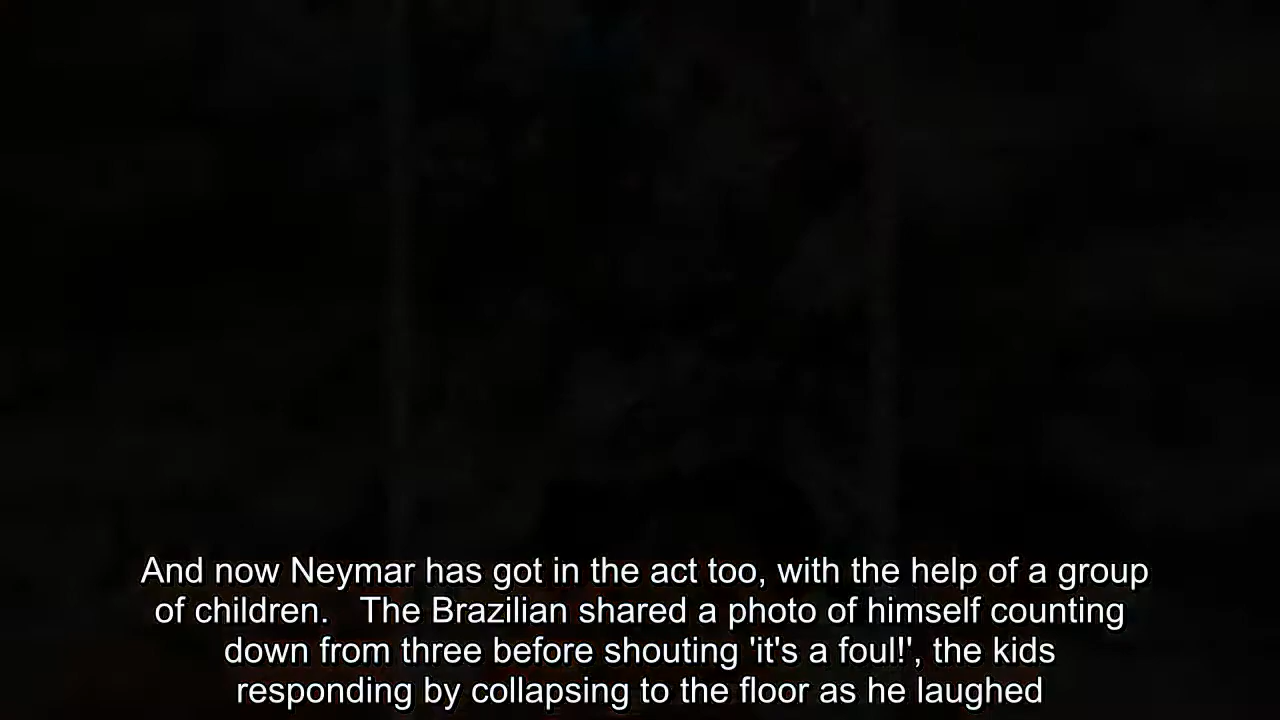 And now Neymar has got in the act too, with the help of a group
of children.   The Brazilian shared a photo of himself counting
down from three before shouting 'it's a foul!', the kids
responding by collapsing to the floor as he laughed